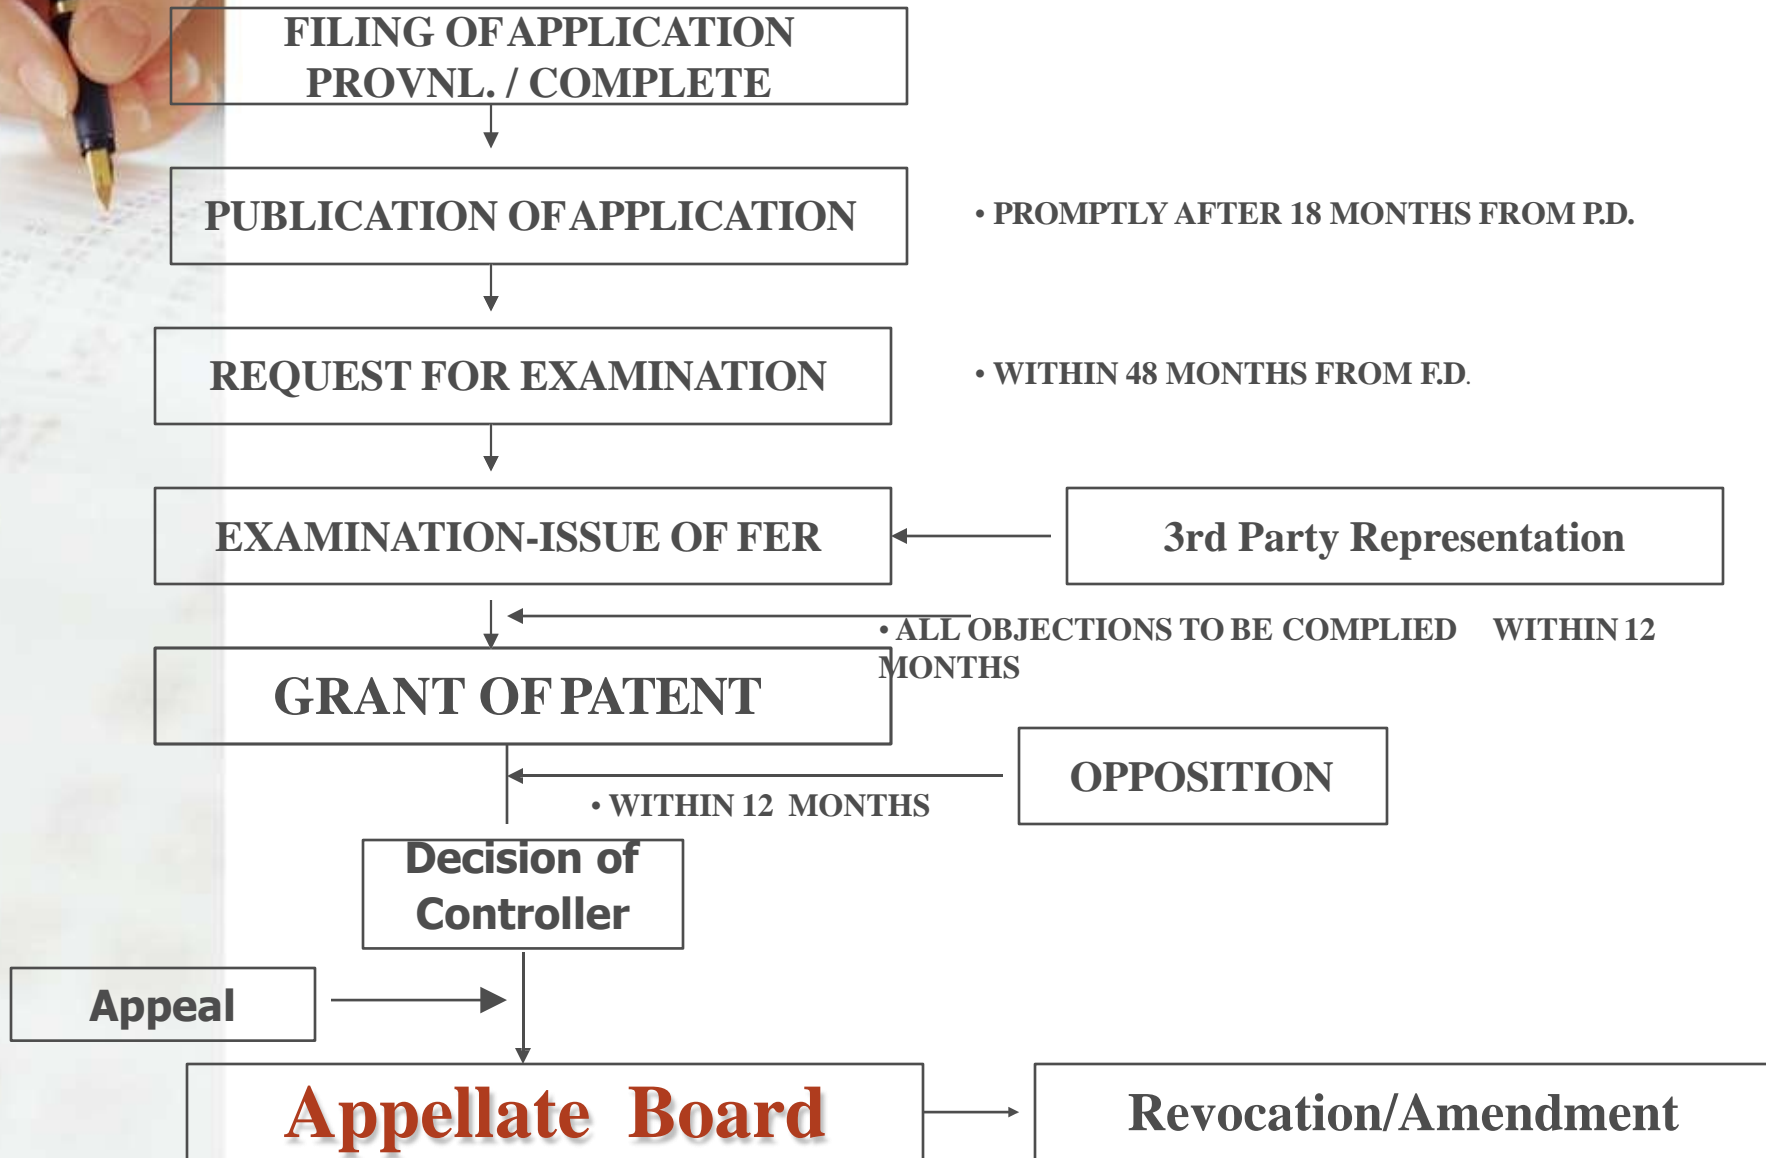 FILING OF APPLICATION
PROVNL. / COMPLETE
PUBLICATION OF APPLICATION
• PROMPTLY AFTER 18 MONTHS FROM P.D.
REQUEST FOR EXAMINATION
• WITHIN 48 MONTHS FROM F.D.
EXAMINATION-ISSUE OF FER
3rd Party Representation
• ALL OBJECTIONS TO BE COMPLIED WITHIN 12
MONTHS
GRANT OF PATENT
OPPOSITION
• WITHIN 12 MONTHS
Decision of
Controller
Appeal
Appellate Board
Revocation/Amendment